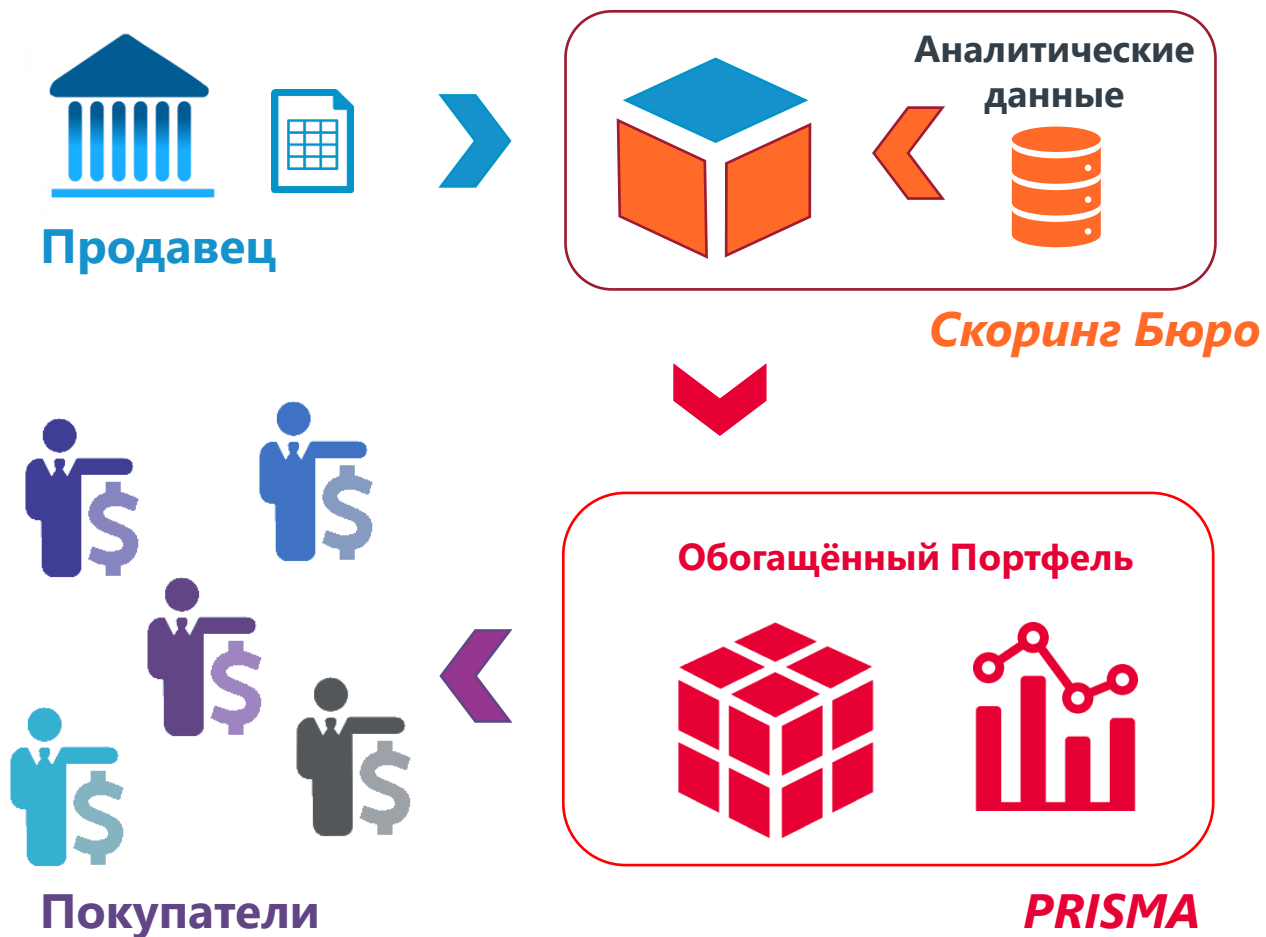 Аналитические
данные
Продавец
Скоринг Бюро
Обогащённый Портфель
Покупатели
PRISMA